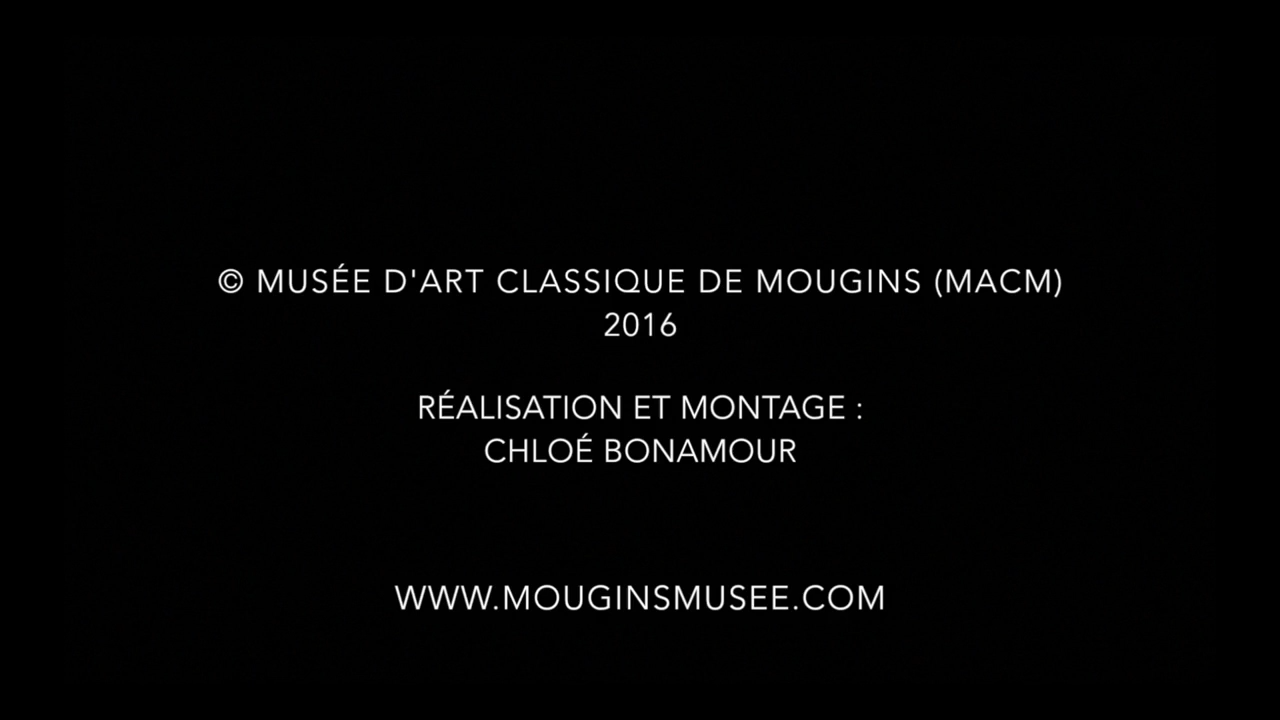 © MUSÉE D'ART CLASSIQUE DE MOUGINS (MACM)
2016
RÉALISATION ET MONTAGE :
CHLOÉ BONAMOUR
WWW.MOUGINSMUSEE.COM